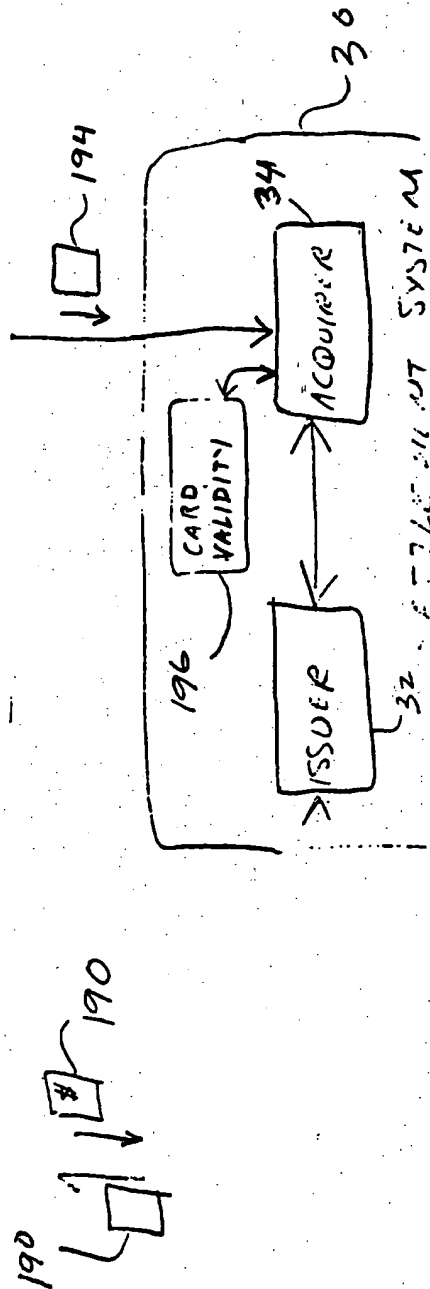 190
#
190
194
30
CARD
VALIDITY
196
34
ACQUIRER
ISSUER
32
SYSTEM